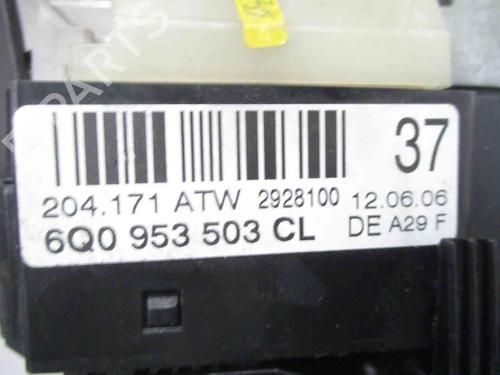 37
204.171 ATW 2928100 12.06.06
6Q0 953 503 CL DE A29 F